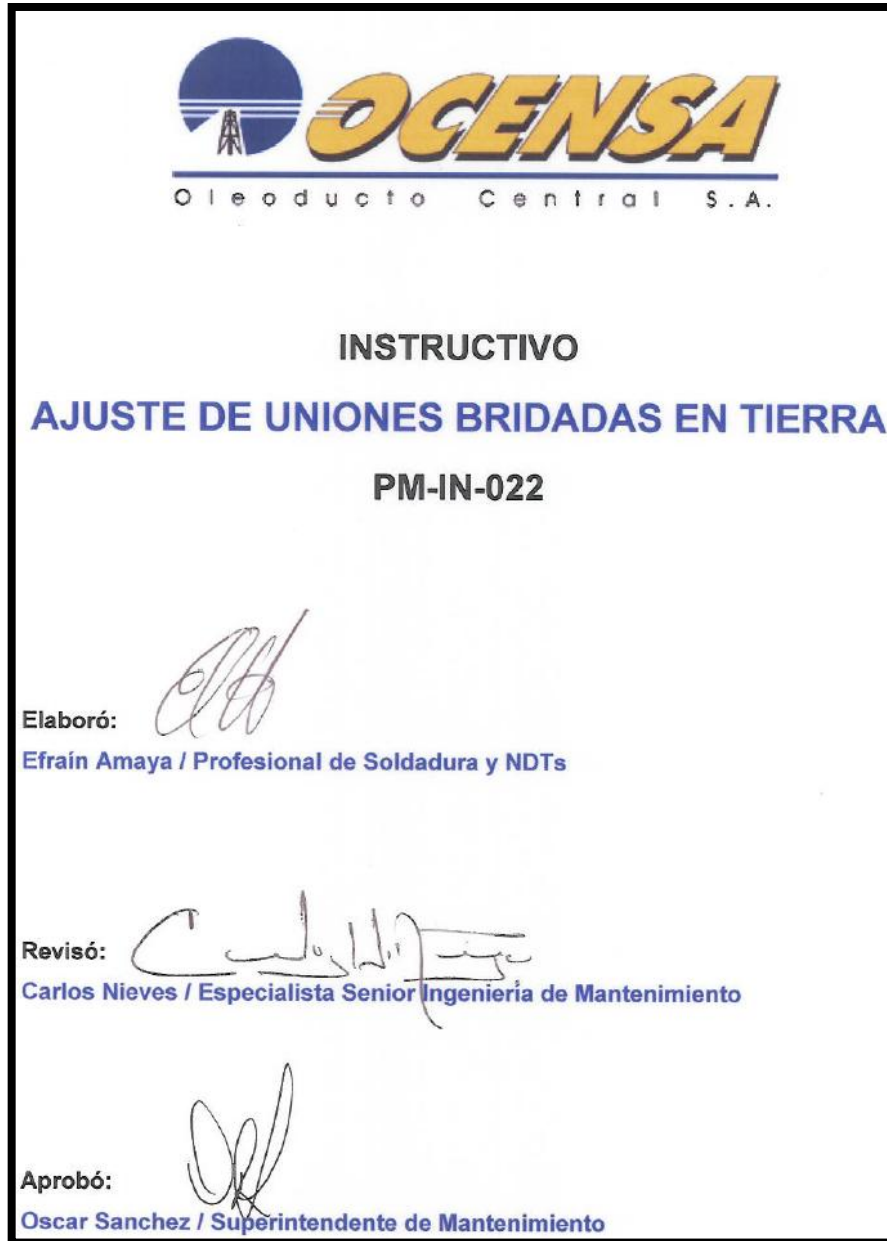 OCENSA
Oleoducto Central S.A.
INSTRUCTIVO
AJUSTE DE UNIONES BRIDADAS EN TIERRA
PM-IN-022
Elaboró:
Efraín Amaya / Profesional de Soldadura y NDTs
Revisó:
Carlos Nieves / Especialista Senior Ingeniería de Mantenimiento
Aprobó:
Oscar Sanchez / Superintendente de Mantenimiento